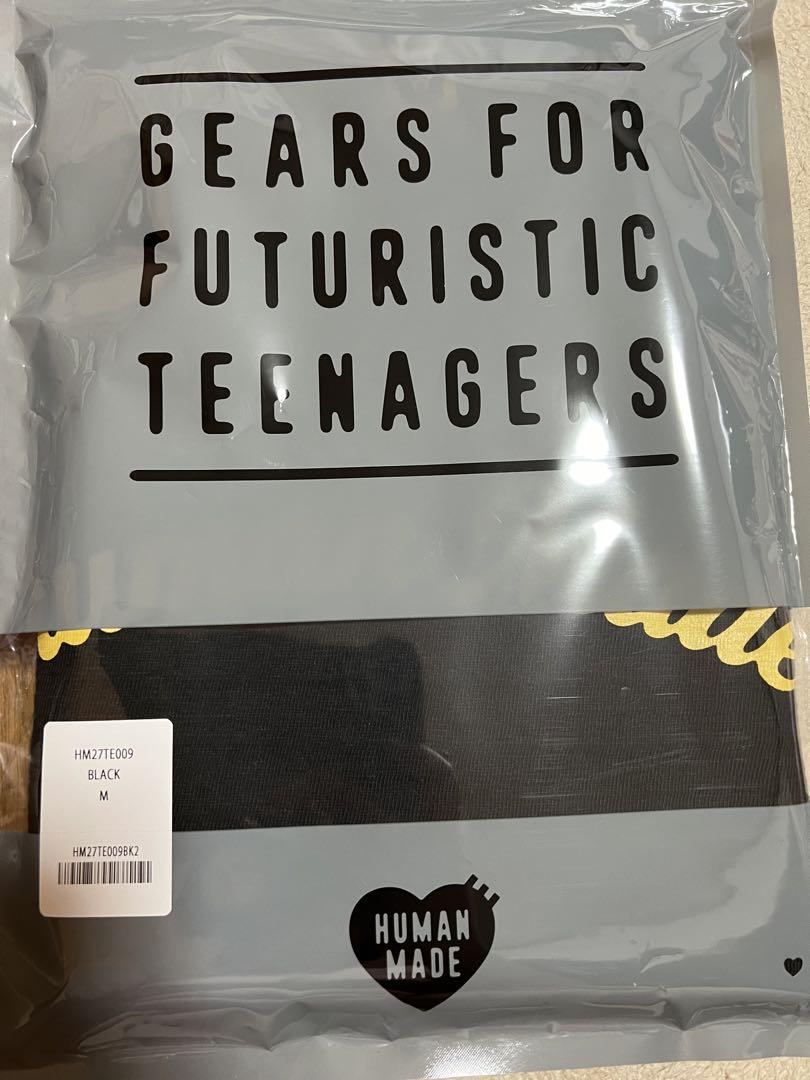 GEARS FOR
FUTURISTIC
TEENAGERS
HM27TE009
BLACK
M
HM27TE009BK2
HUMAN
MADE